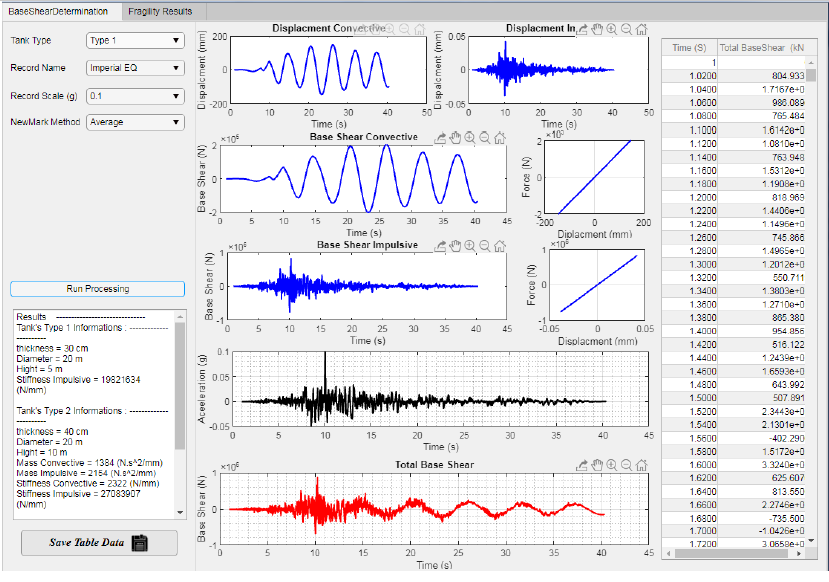 BaseShearDetermination
Fragility Results
Tank Type
Type 1
Record Name
Imperial EQ
Record Scale (g)
0.1
NewMark Method
Average
Run Processing
Results ----------------------------
Tank's Type 1 Informations : -------------
----------
thickness = 30 cm
Diameter = 20 m
Hight = 5 m
Stiffness Impulsive = 19821634
(N/mm)
Tank's Type 2 Informations : -------------
----------
thickness = 40 cm
Diameter = 20 m
Hight = 10 m
Mass Convective = 1384 (N.s^2/mm)
Mass Impulsive = 2154 (N.s^2/mm)
Stiffness Convective = 2322 (N/mm)
Stiffness Impulsive = 27083907
(N/mm)
Save Table Data
Displacment Convective
Displacment (mm)
200
0
-200
0 10 20 30 40 50
Time (s)
Displacment In
Displacment (mm)
0.05
0
-0.05
0 10 20 30 40 50
Time (s)
Base Shear Convective
Base Shear (N)
2
0
-2
0 5 10 15 20 25 30 35 40 45
Time (s)
Force (N)
2
0
-2
-200 0 200
Diplacment (mm)
Base Shear Impulsive
Base Shear (N)
1
0
-1
0 5 10 15 20 25 30 35 40 45
Time (s)
Force (N)
1
0
-1
-0.05 0 0.05
Displacment (mm)
Aceeleration (g)
0.1
0.05
0
-0.05
0 5 10 15 20 25 30 35 40 45
Time (s)
Total Base Shear
Base Shear (N)
1
0
-1
0 5 10 15 20 25 30 35 40 45
Time (s)
Time (S) Total BaseShear (kN
1
1.0200 804.933
1.0400 1.7167e+0
1.0600 986.089
1.0800 765.484
1.1000 1.6142e+0
1.1200 1.0810e+0
1.1400 763.948
1.1600 1.5312e+0
1.1800 1.1908e+0
1.2000 818.969
1.2200 1.4406e+0
1.2400 1.1496e+0
1.2600 745.866
1.2800 1.4965e+0
1.3000 1.2012e+0
1.3200 550.711
1.3400 1.3803e+0
1.3600 1.2710e+0
1.3800 865.380
1.4000 954.856
1.4200 516.122
1.4400 1.2439e+0
1.4600 1.6593e+0
1.4800 643.992
1.5000 507.891
1.5200 2.3443e+0
1.5400 2.1301e+0
1.5600 -402.290
1.5800 1.5172e+0
1.6000 3.3240e+0
1.6200 625.607
1.6400 813.550
1.6600 2.2746e+0
1.6800 -735.500
1.7000 -1.0426e+0
1.7200 3.0658e+0